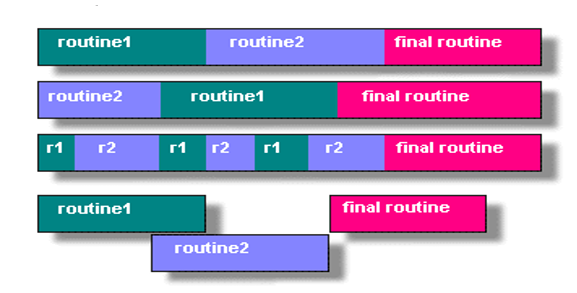 routine1 routine2 final routine
routine2 routine1 final routine
r1 r2 r1 r2 r1 r2 final routine
routine1 final routine
routine2